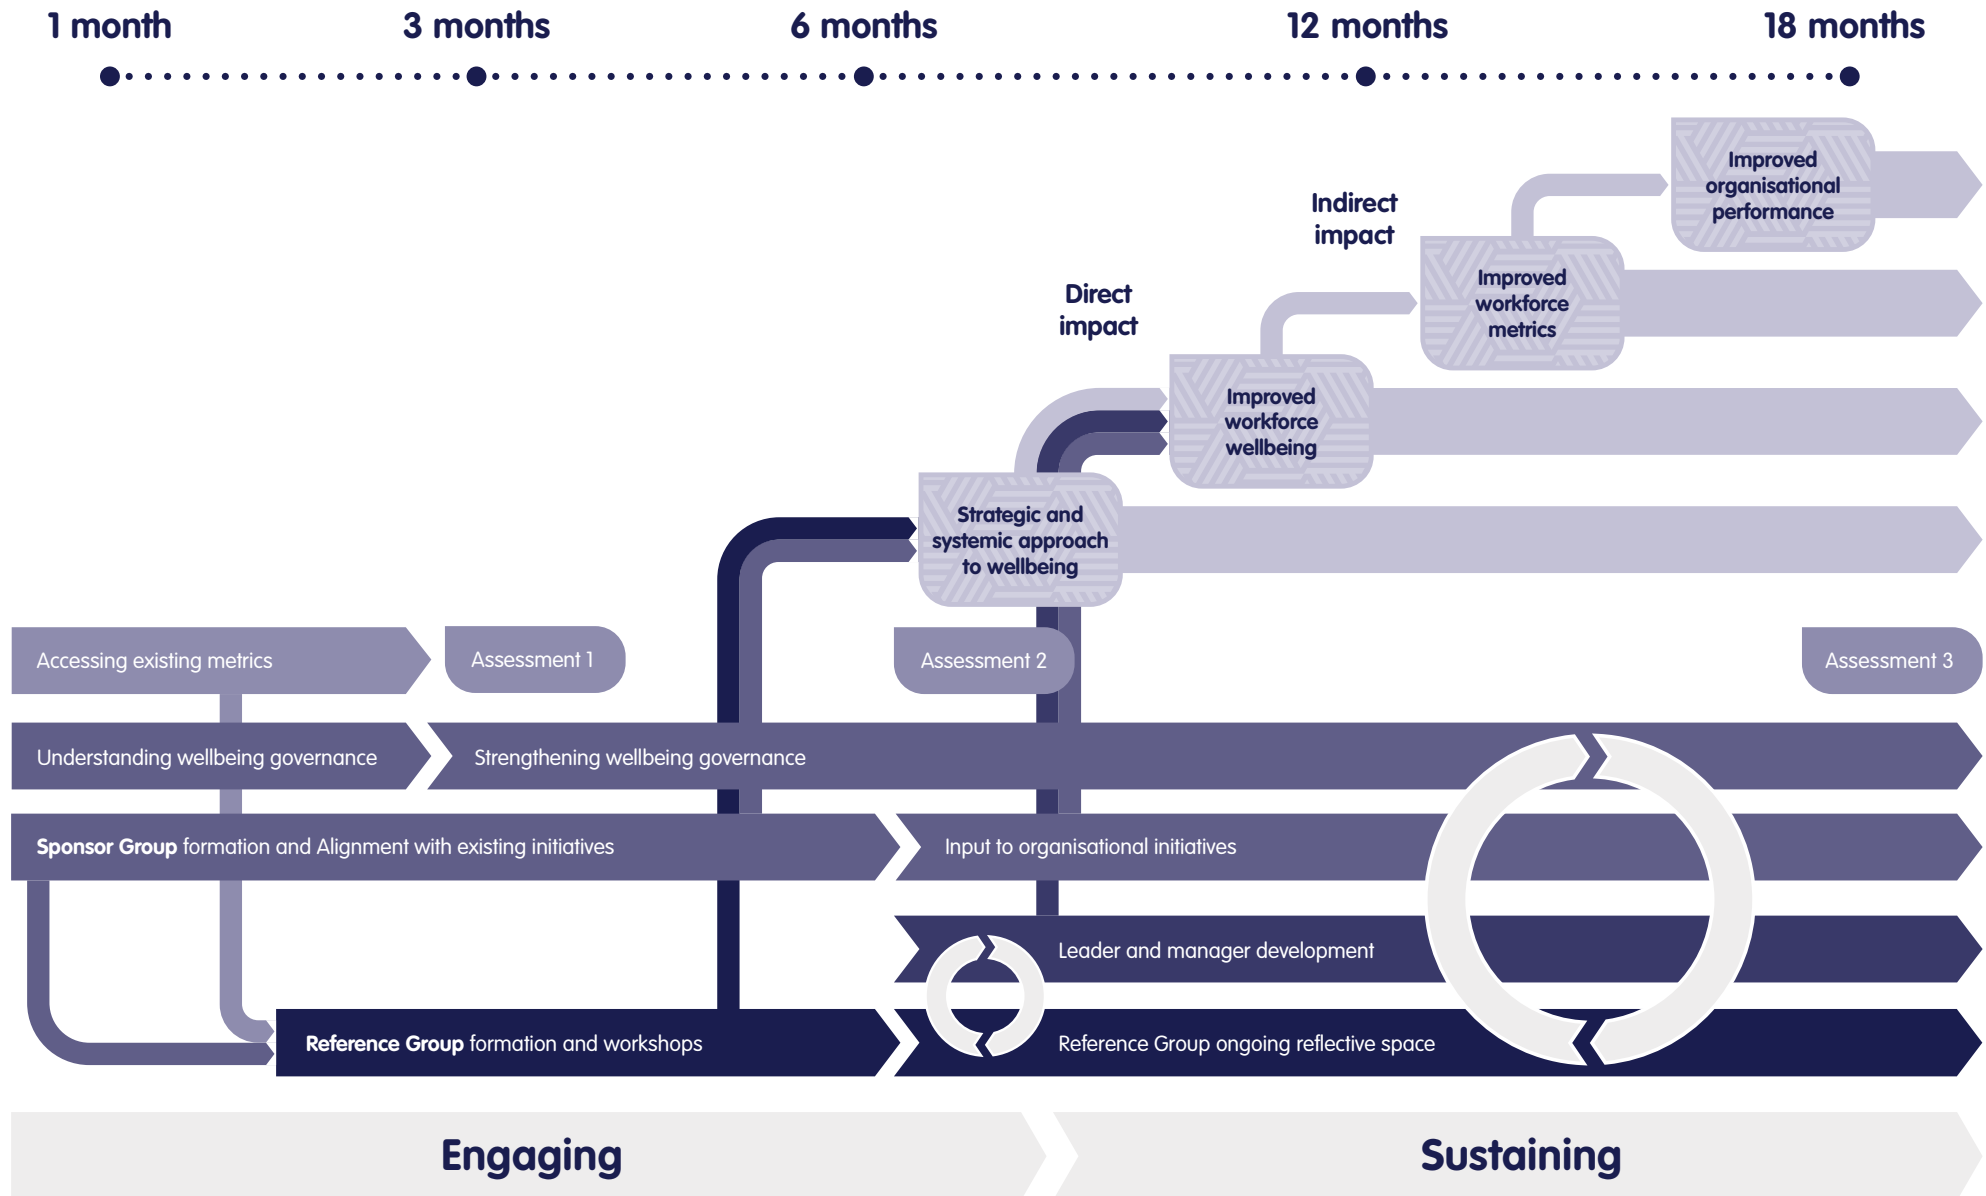 1 month
3 months
6 months
12 months
18 months
Improved
organisational
performance
Indirect
impact
Improved
workforce
metrics
Direct
impact
Improved
workforce
wellbeing
Strategic and
systemic approach
to wellbeing
Accessing existing metrics
Assessment 1
Assessment 2
Assessment 3
Understanding wellbeing governance
Strengthening wellbeing governance
Sponsor Group formation and Alignment with existing initiatives
Input to organisational initiatives
Leader and manager development
Reference Group formation and workshops
Reference Group ongoing reflective space
Engaging
Sustaining